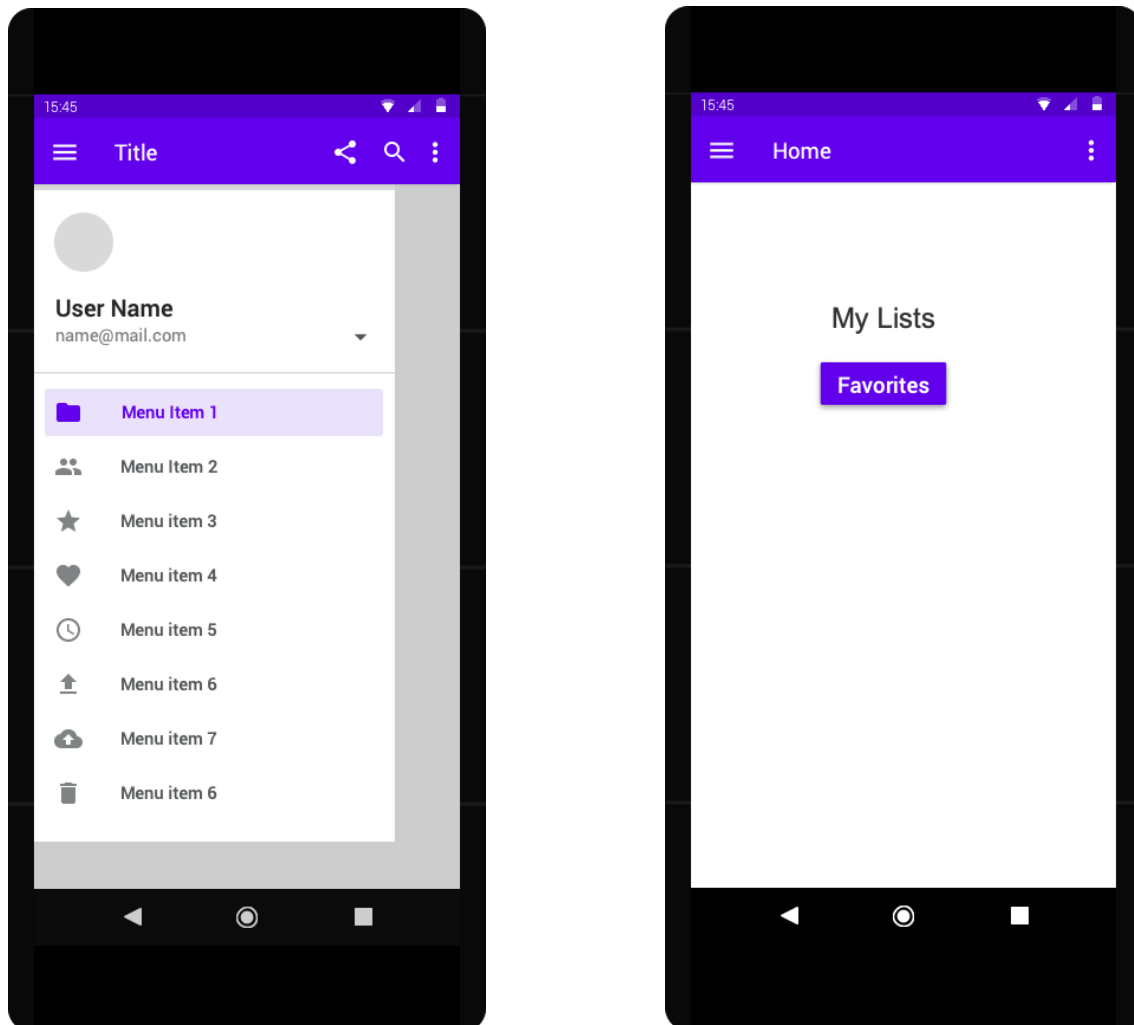 15:45
Title
User Name
name@mail.com
Menu Item 1
Menu Item 2
Menu item 3
Menu item 4
Menu item 5
Menu item 6
Menu item 7
Menu item 6
15:45
Home
My Lists
Favorites